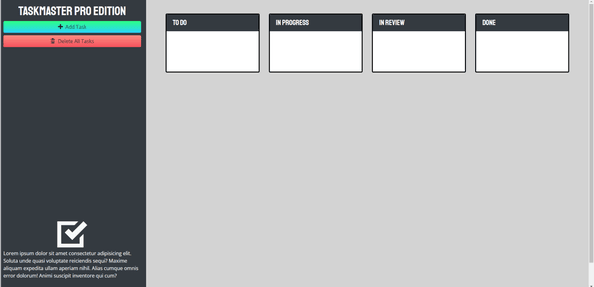 TASKMASTER PRO EDITION
Add Task
Delete All Tasks
TO DO
IN PROGRESS
IN REVIEW
DONE
Lorem ipsum dolor sit amet consectetur adipisicing elit.
Soluta unde quasi voluptate reiciendis sequi? Maxime
aliquam expedita ullam aperiam nihil. Alias cumque omnis
error dolorum! Animi suscipit inventore qui cum?